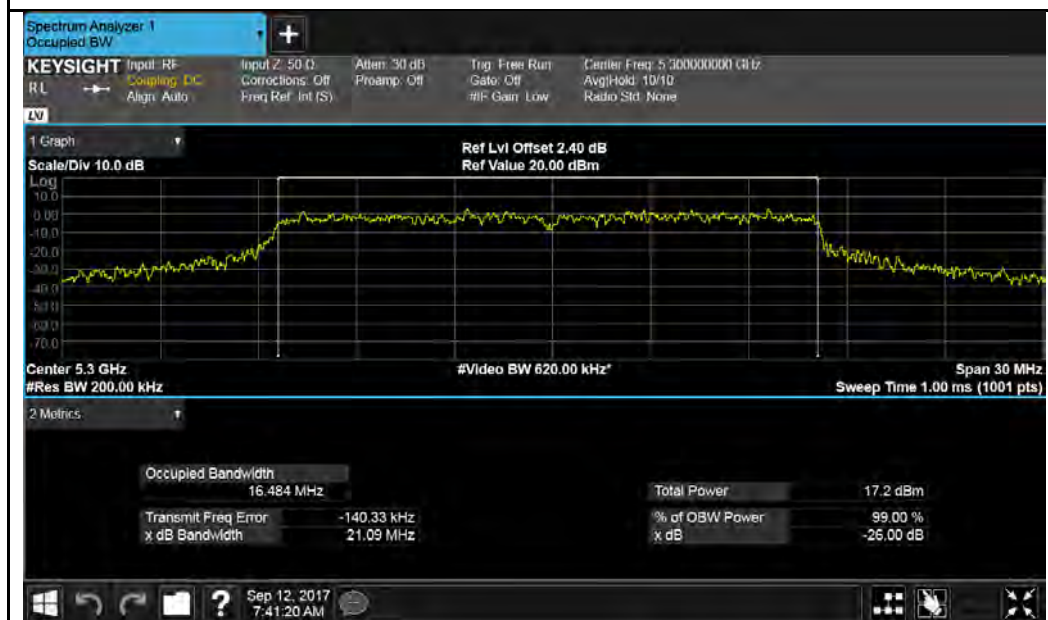 Spectrum Analyzer 1
Occupied BW
KEYSIGHT Input: RF Input Z: 50 Ω Atten: 30 dB Trig: Free Run Center Freq: 5.300000000 GHz
RL Coupling: DC Corrections: Off Preamp: Off Gate: Off Avg|Hold: 10/10
Align: Auto Freq Ref: Int (S) #IF Gain: Low Radio Std: None
LXI
1 Graph
Ref Lvl Offset 2.40 dB
Scale/Div 10.0 dB Ref Value 20.00 dBm
Log
10.0
0.00
-10.0
-20.0
-30.0
-40.0
-50.0
-60.0
-70.0
Center 5.3 GHz #Video BW 620.00 kHz* Span 30 MHz
#Res BW 200.00 kHz Sweep Time 1.00 ms (1001 pts)
2 Metrics
Occupied Bandwidth
16.484 MHz Total Power 17.2 dBm
Transmit Freq Error -140.33 kHz % of OBW Power 99.00 %
x dB Bandwidth 21.09 MHz x dB -26.00 dB
? Sep 12, 2017
7:41:20 AM